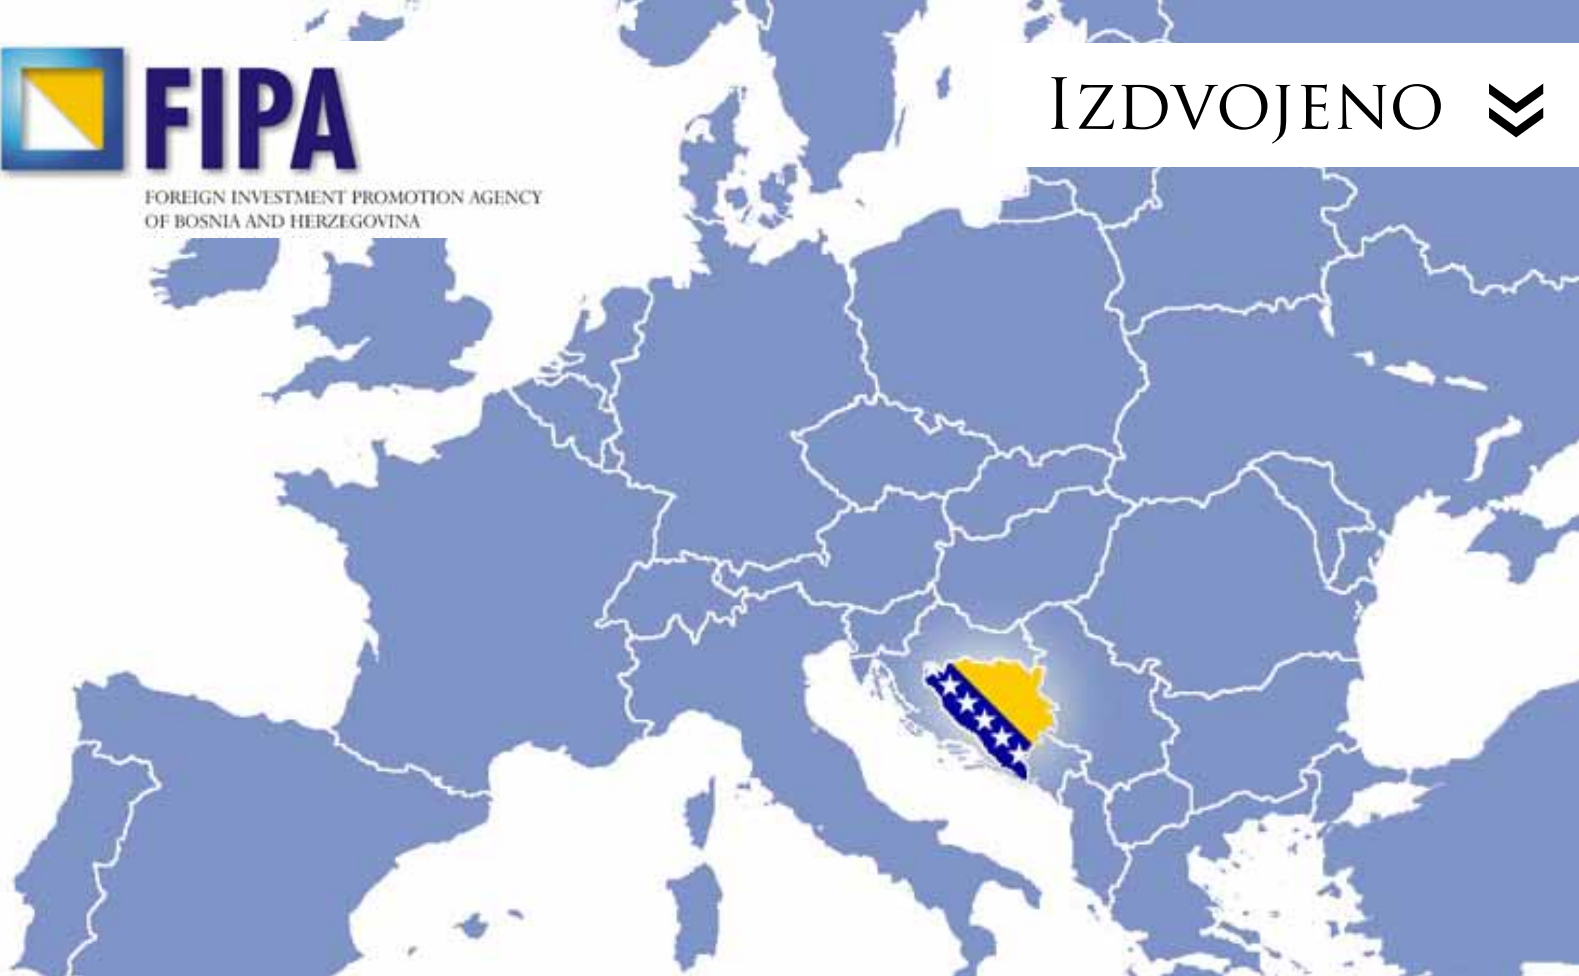 FIPA
FOREIGN INVESTMENT PROMOTION AGENCY
OF BOSNIA AND HERZEGOVINA
IZDVOJENO